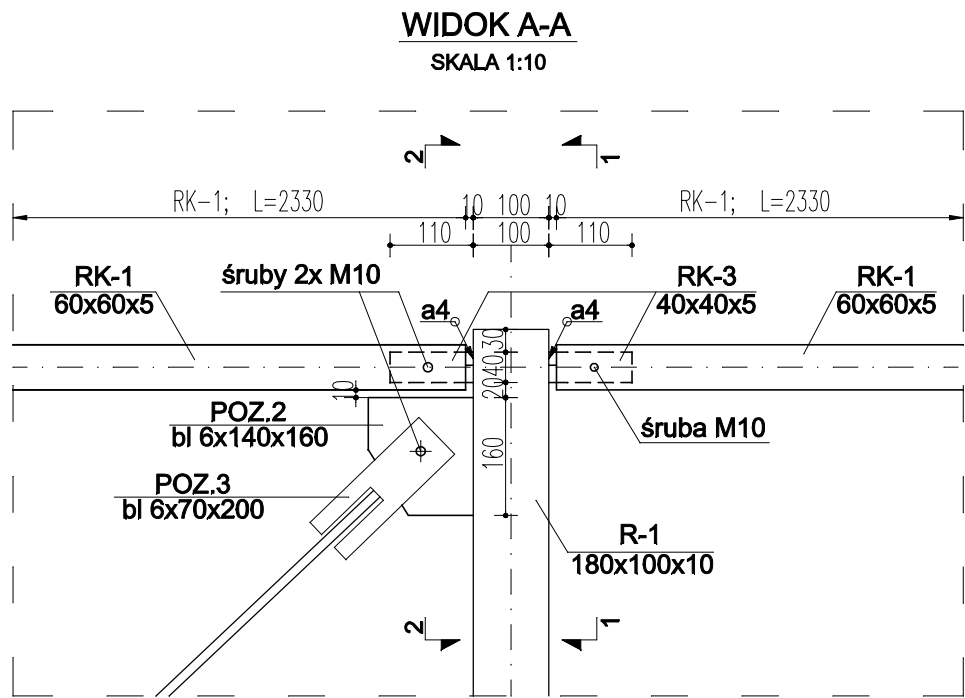 WIDOK A-A
SKALA 1:10
2
1
RK-1; L=2330
10 100 10
RK-1; L=2330
110 100 110
RK-1
60x60x5
śruby 2x M10
RK-3
40x40x5
RK-1
60x60x5
a4
a4
30
40
20
10
160
POZ.2
bl 6x140x160
śruba M10
POZ.3
bl 6x70x200
R-1
180x100x10
2
1